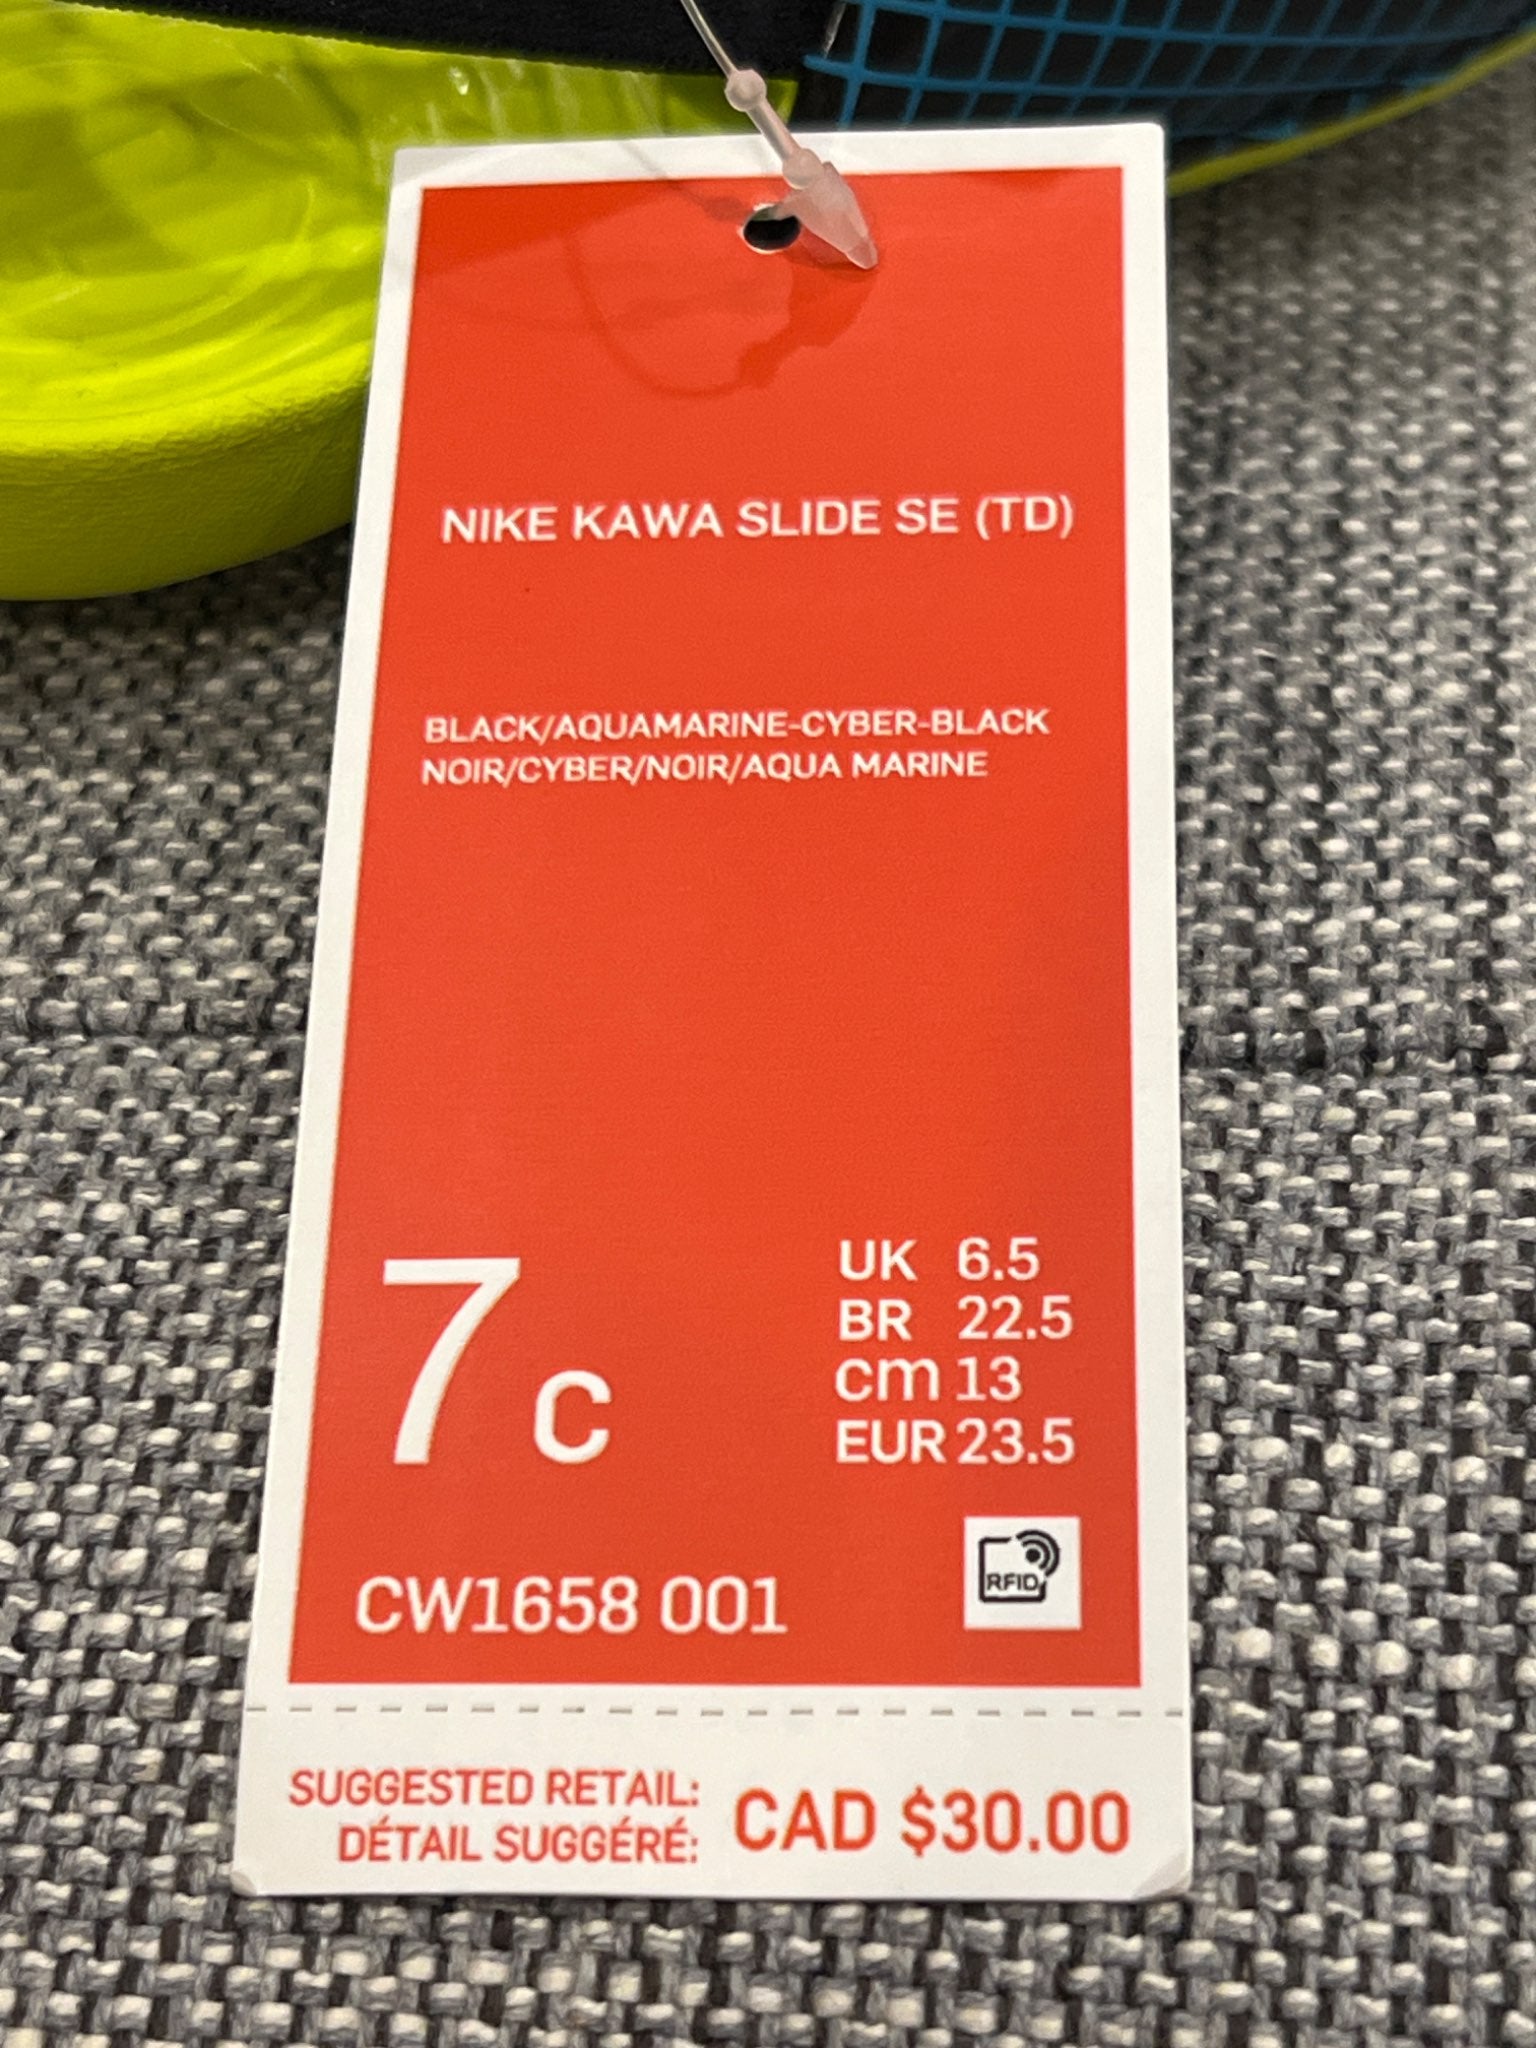 NIKE KAWA SLIDE SE (TD)
BLACK/AQUAMARINE-CYBER-BLACK
NOIR/CYBER/NOIR/AQUA MARINE
7c
UK 6.5
BR 22.5
cm 13
EUR 23.5
CW1658 001
RFID
SUGGESTED RETAIL:
DÉTAIL SUGGÉRÉ:
CAD $30.00